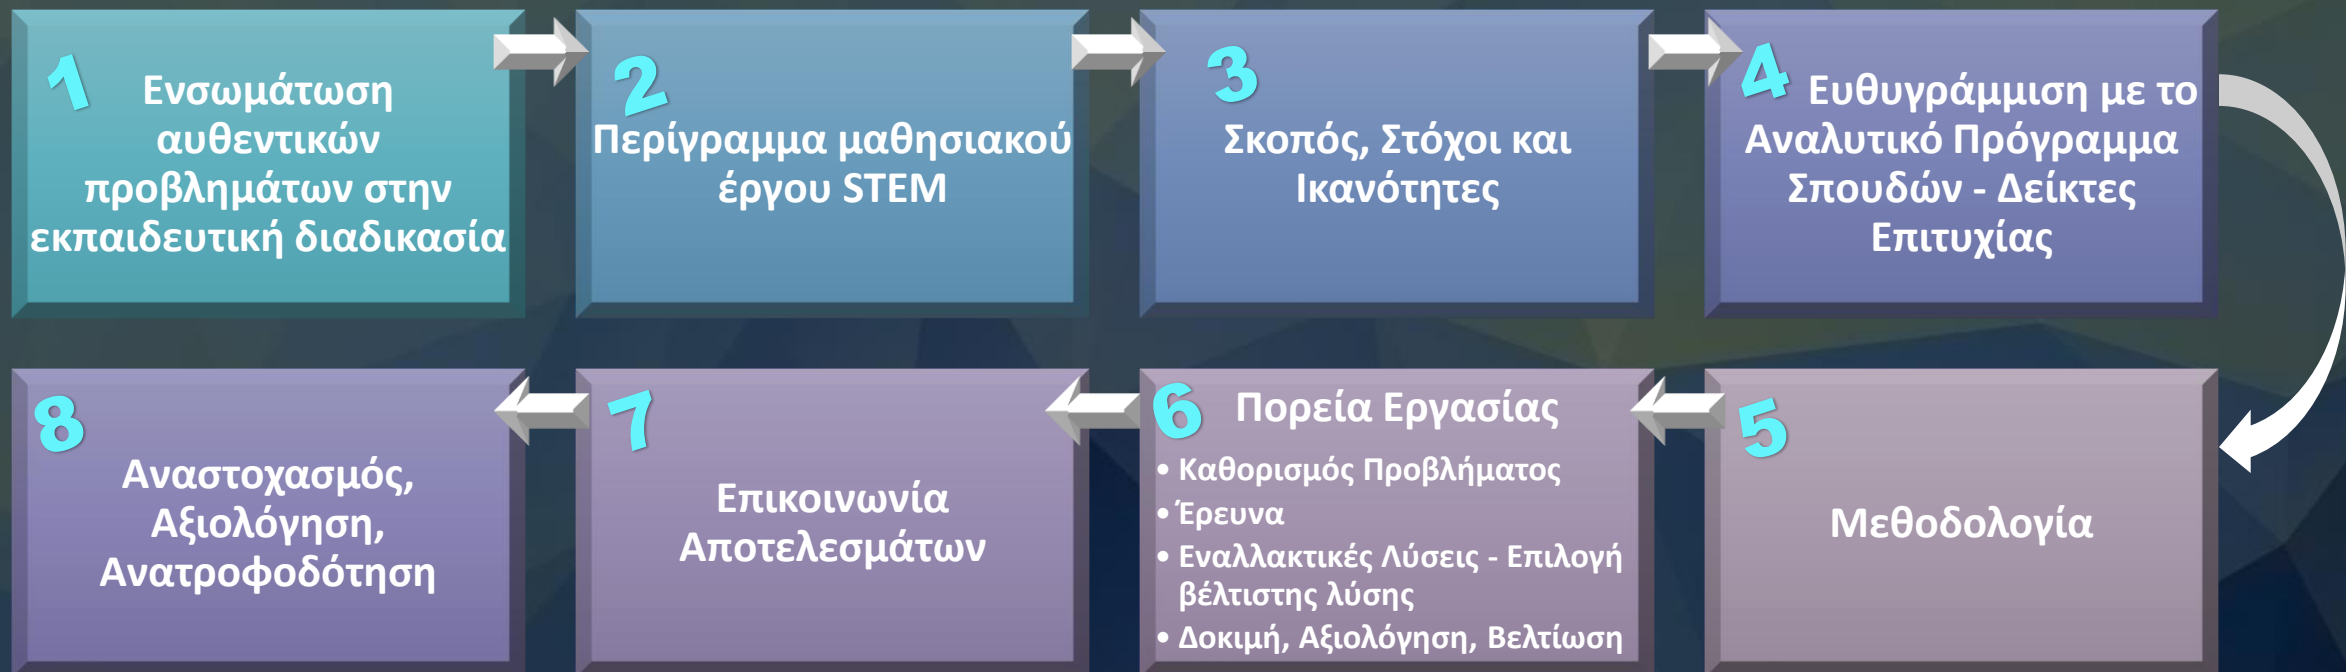 1
Ενσωμάτωση
αυθεντικών
προβλημάτων στην
εκπαιδευτική διαδικασία
2
Περίγραμμα μαθησιακού
έργου STEM
3
Σκοπός, Στόχοι και
Ικανότητες
4
Ευθυγράμμιση με το
Αναλυτικό Πρόγραμμα
Σπουδών - Δείκτες
Επιτυχίας
5
Μεθοδολογία
6
Πορεία Εργασίας
• Καθορισμός Προβλήματος
• Έρευνα
• Εναλλακτικές Λύσεις - Επιλογή
βέλτιστης λύσης
• Δοκιμή, Αξιολόγηση, Βελτίωση
7
Επικοινωνία
Αποτελεσμάτων
8
Αναστοχασμός,
Αξιολόγηση,
Ανατροφοδότηση